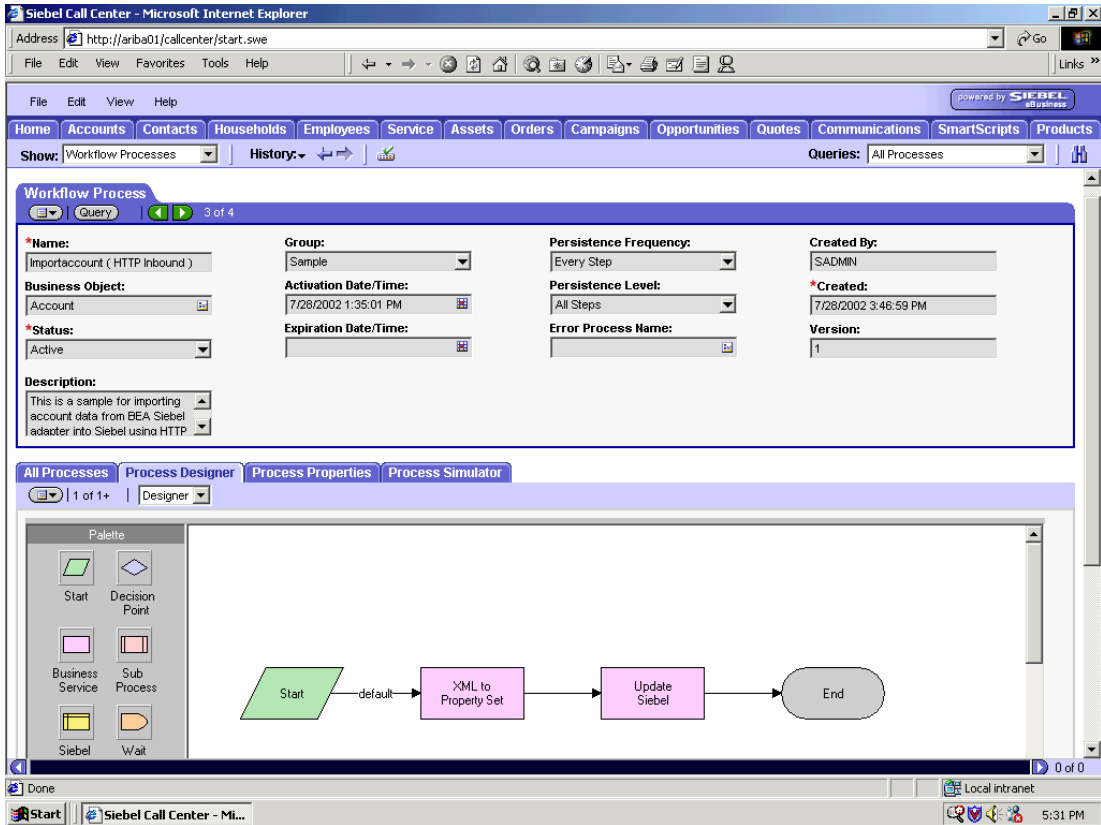 Siebel Call Center - Microsoft Internet Explorer
Address http://ariba01/callcenter/start.swe Go
File Edit View Favorites Tools Help Links »
File Edit View Help powered by SIEBEL eBusiness
Home Accounts Contacts Households Employees Service Assets Orders Campaigns Opportunities Quotes Communications SmartScripts Products
Show: Workflow Processes History: Queries: All Processes
Workflow Process
Query 3 of 4
*Name: Group: Persistence Frequency: Created By:
Importaccount ( HTTP Inbound ) Sample Every Step SADMIN
Business Object: Activation Date/Time: Persistence Level: *Created:
Account 7/28/2002 1:35:01 PM All Steps 7/28/2002 3:46:59 PM
*Status: Expiration Date/Time: Error Process Name: Version:
Active 1
Description:
This is a sample for importing
account data from BEA Siebel
adapter into Siebel using HTTP
All Processes Process Designer Process Properties Process Simulator
1 of 1+ Designer
Palette
Start Decision
Point
Business Sub
Service Process
Siebel Wait
Start default XML to Property Set Update Siebel End
0 of 0
Done Local intranet
Start Siebel Call Center - Mi... 5:31 PM